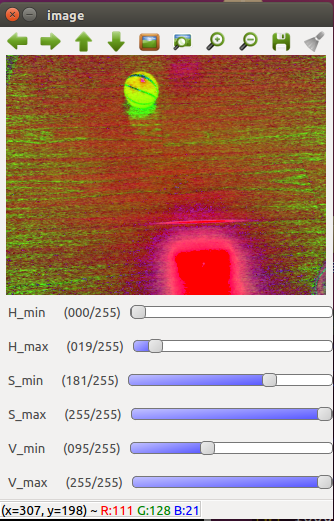 image
H_min (000/255)
H_max (019/255)
S_min (181/255)
S_max (255/255)
V_min (095/255)
V_max (255/255)
(x=307, y=198) ~ R:111 G:128 B:21